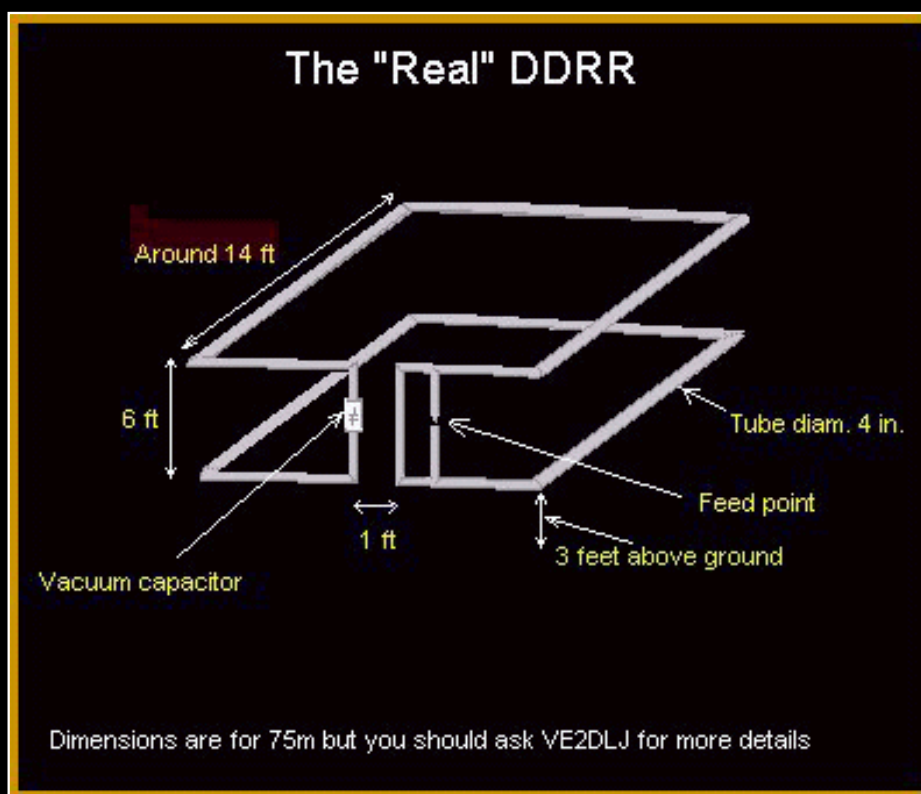 The "Real" DDRR
Around 14 ft
6 ft
Tube diam. 4 in.
Feed point
1 ft
3 feet above ground
Vacuum capacitor
Dimensions are for 75m but you should ask VE2DLJ for more details